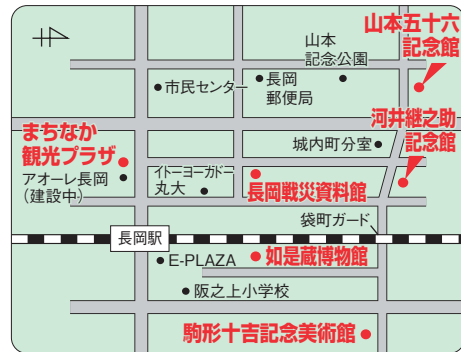 山本五十六
記念館
山本
記念公園
市民センター
長岡
郵便局
河井継之助
記念館
まちなか
観光プラザ
アオーレ長岡
(建設中)
城内町分室
イトーヨーカドー
丸大
長岡戦災資料館
袋町ガード
長岡駅
E-PLAZA
如是蔵博物館
阪之上小学校
駒形十吉記念美術館